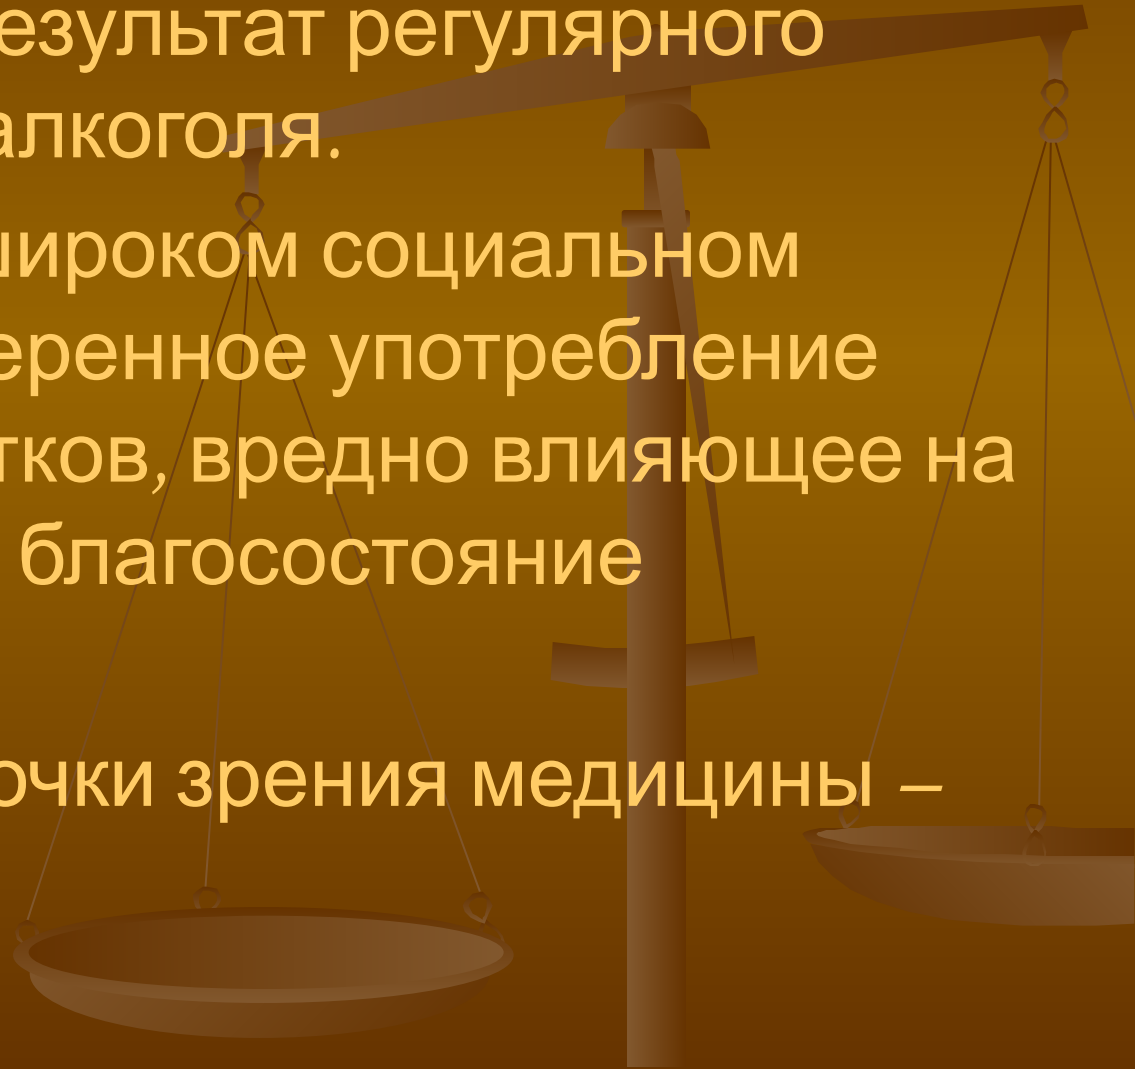 езультат регулярного
алкоголя.
широком социальном
еренное употребление
тков, вредно влияющее на
благосостояние
очки зрения медицины –